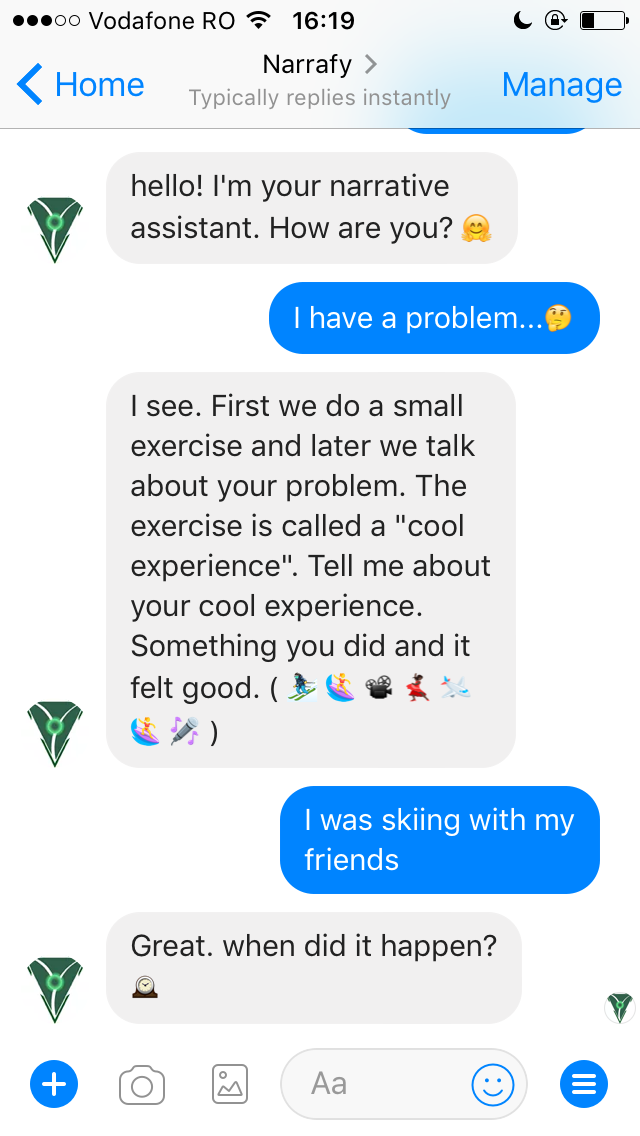 Vodafone RO 16:19
Home
Narrafy
Typically replies instantly
Manage
hello! I'm your narrative
assistant. How are you? 🤗
I have a problem...🤔
I see. First we do a small
exercise and later we talk
about your problem. The
exercise is called a "cool
experience". Tell me about
your cool experience.
Something you did and it
felt good. ( ⛷🏄📽💃🛩
🏄🎤 )
I was skiing with my
friends
Great. when did it happen?
🕰
Aa